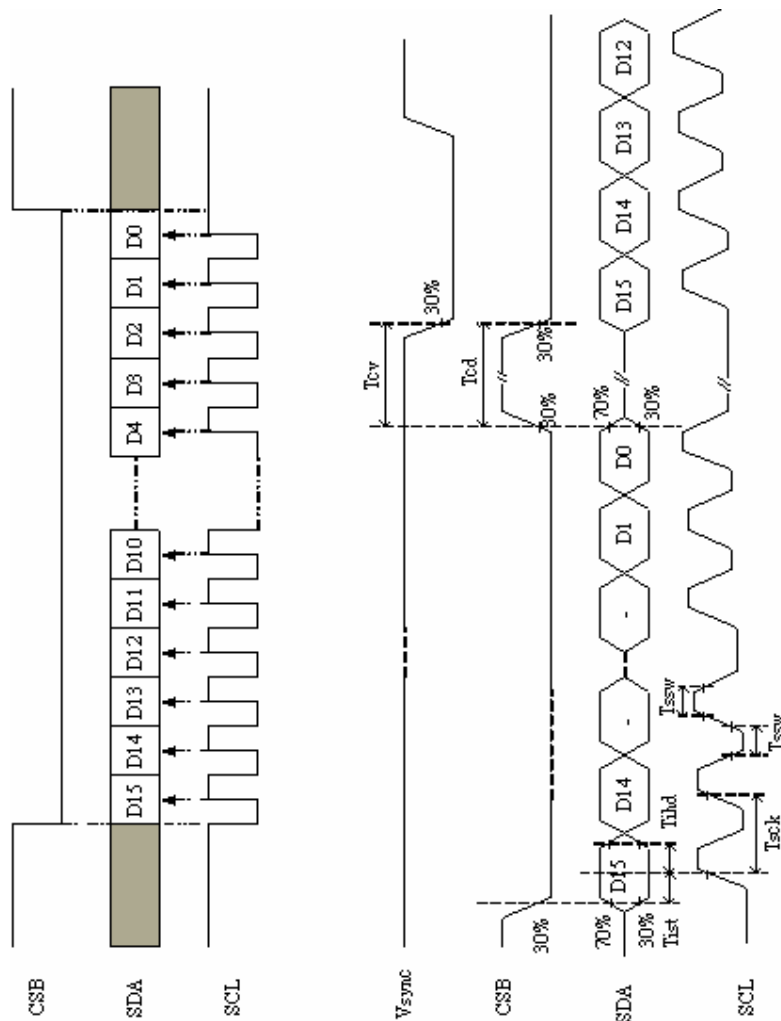 CSB
SDA D15 D14 D13 D12 D11 D10 D4 D3 D2 D1 D0
SCL
Vsync 30%
Tcv
CSB 30% 30% 30%
Tcd
SDA 70% 30% D15 D14 - - D1 D0 70% 30% D15 D14 D13 D12
Tist Tihd
Tssw
SCL // //
Tsck Tssw